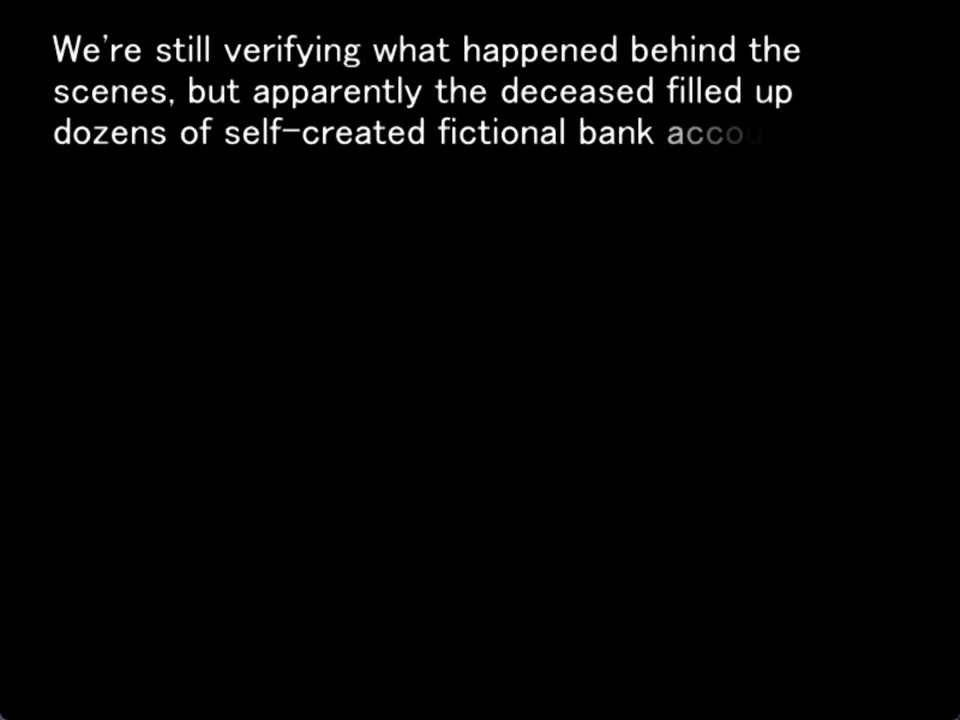 We're still verifying what happened behind the
scenes, but apparently the deceased filled up
dozens of self-created fictional bank accou